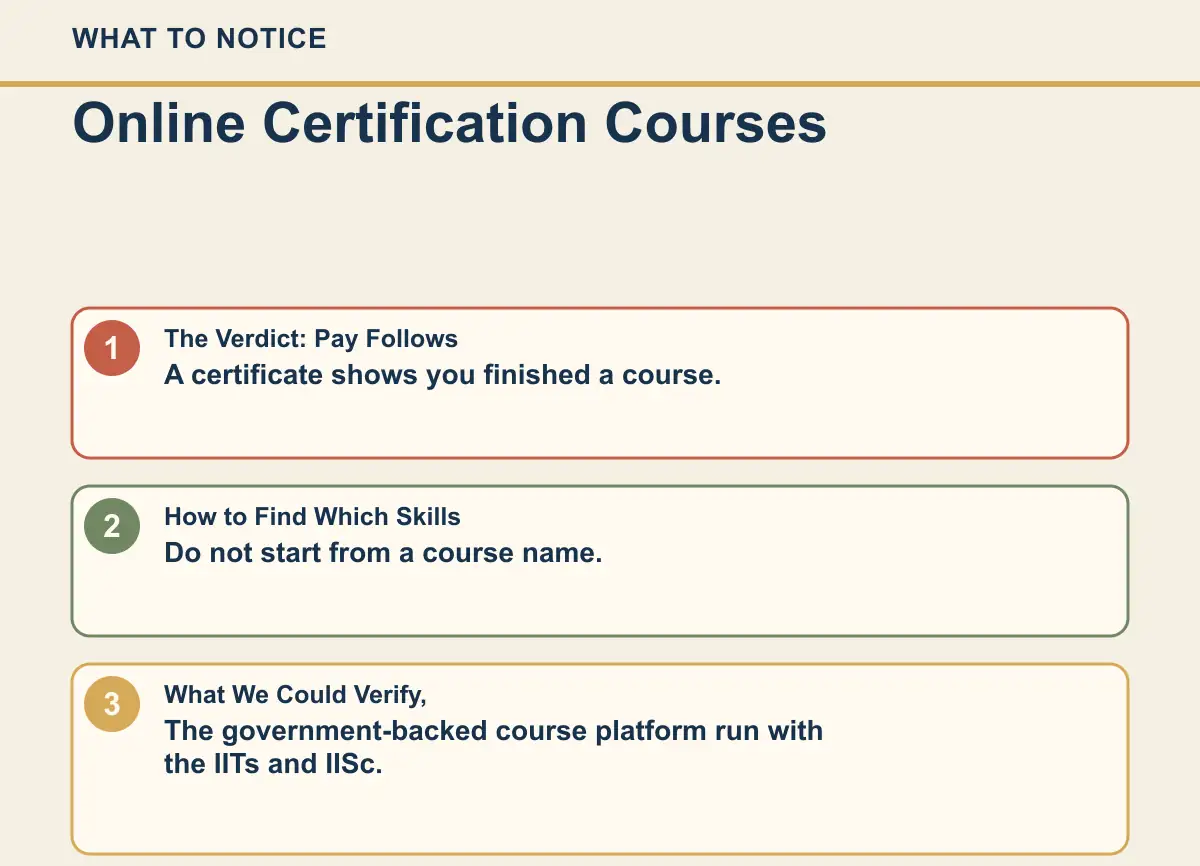 WHAT TO NOTICE
Online Certification Courses
1
The Verdict: Pay Follows
A certificate shows you finished a course.
2
How to Find Which Skills
Do not start from a course name.
3
What We Could Verify,
The government-backed course platform run with
the IITs and IISc.